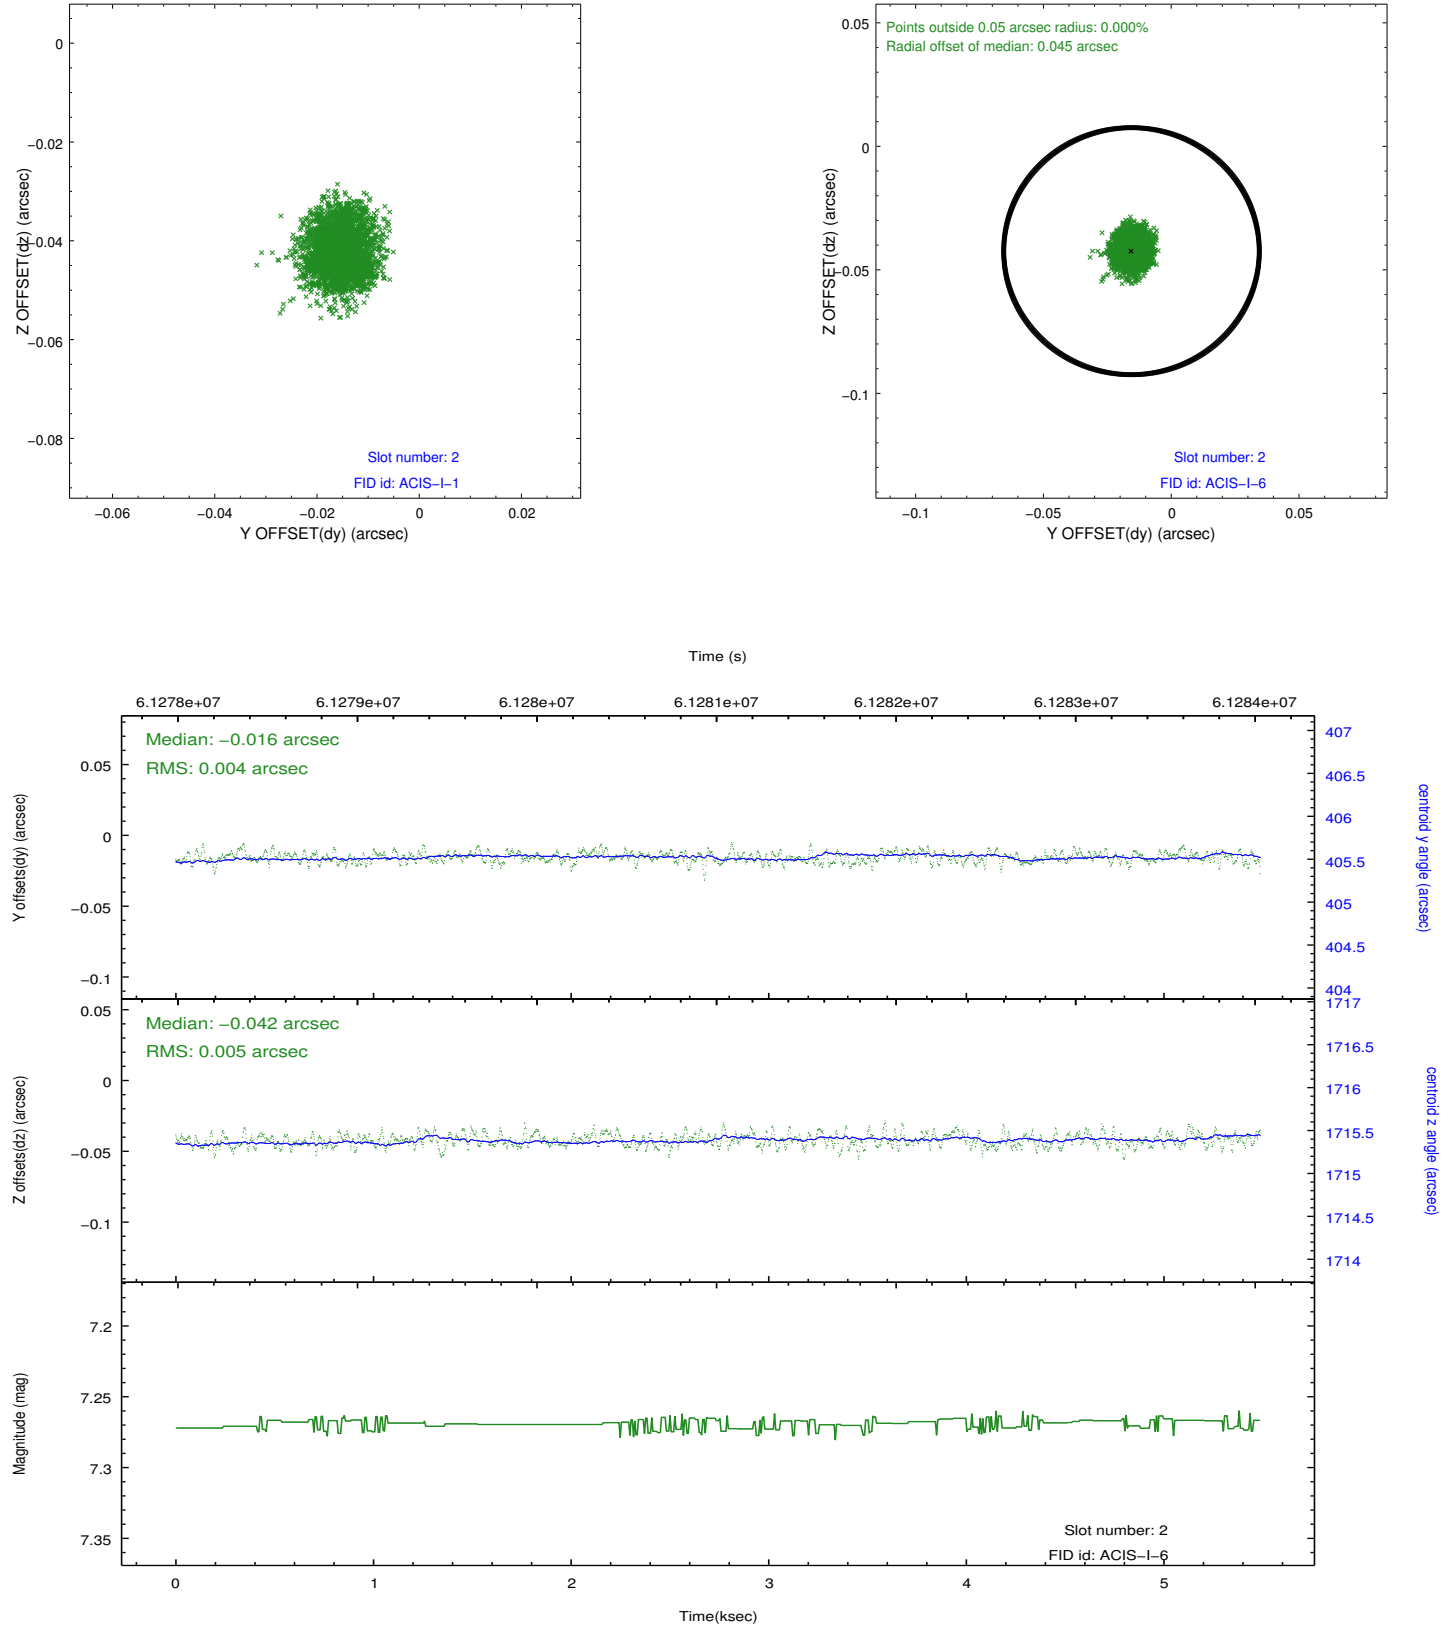 0
−0.02
−0.04
−0.06
−0.08
Z OFFSET(dz) (arcsec)
Slot number: 2
FID id: ACIS−I−1
−0.06
−0.04
−0.02
0
0.02
Y OFFSET(dy) (arcsec)
Points outside 0.05 arcsec radius: 0.000%
Radial offset of median: 0.045 arcsec
0.05
0
−0.05
−0.1
Z OFFSET(dz) (arcsec)
Slot number: 2
FID id: ACIS−I−6
−0.1
−0.05
0
0.05
Y OFFSET(dy) (arcsec)
Time (s)
6.1278e+07
6.1279e+07
6.128e+07
6.1281e+07
6.1282e+07
6.1283e+07
6.1284e+07
Median: −0.016 arcsec
RMS: 0.004 arcsec
0.05
0
−0.05
−0.1
Y offsets(dy) (arcsec)
407
406.5
406
405.5
405
404.5
404
centroid y angle (arcsec)
Median: −0.042 arcsec
RMS: 0.005 arcsec
0.05
0
−0.05
−0.1
Z offsets(dz) (arcsec)
1717
1716.5
1716
1715.5
1715
1714.5
1714
centroid z angle (arcsec)
7.2
7.25
7.3
7.35
Magnitude (mag)
Slot number: 2
FID id: ACIS−I−6
0
1
2
3
4
5
Time(ksec)